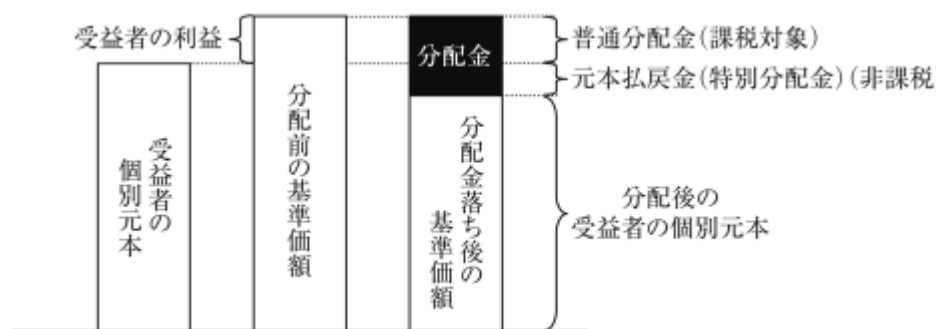 受益者の利益
分配金
普通分配金(課税対象)
元本払戻金(特別分配金)(非課税
受益者の
個別元本
分配前の基準価額
分配金落ち後の
基準価額
分配後の
受益者の個別元本